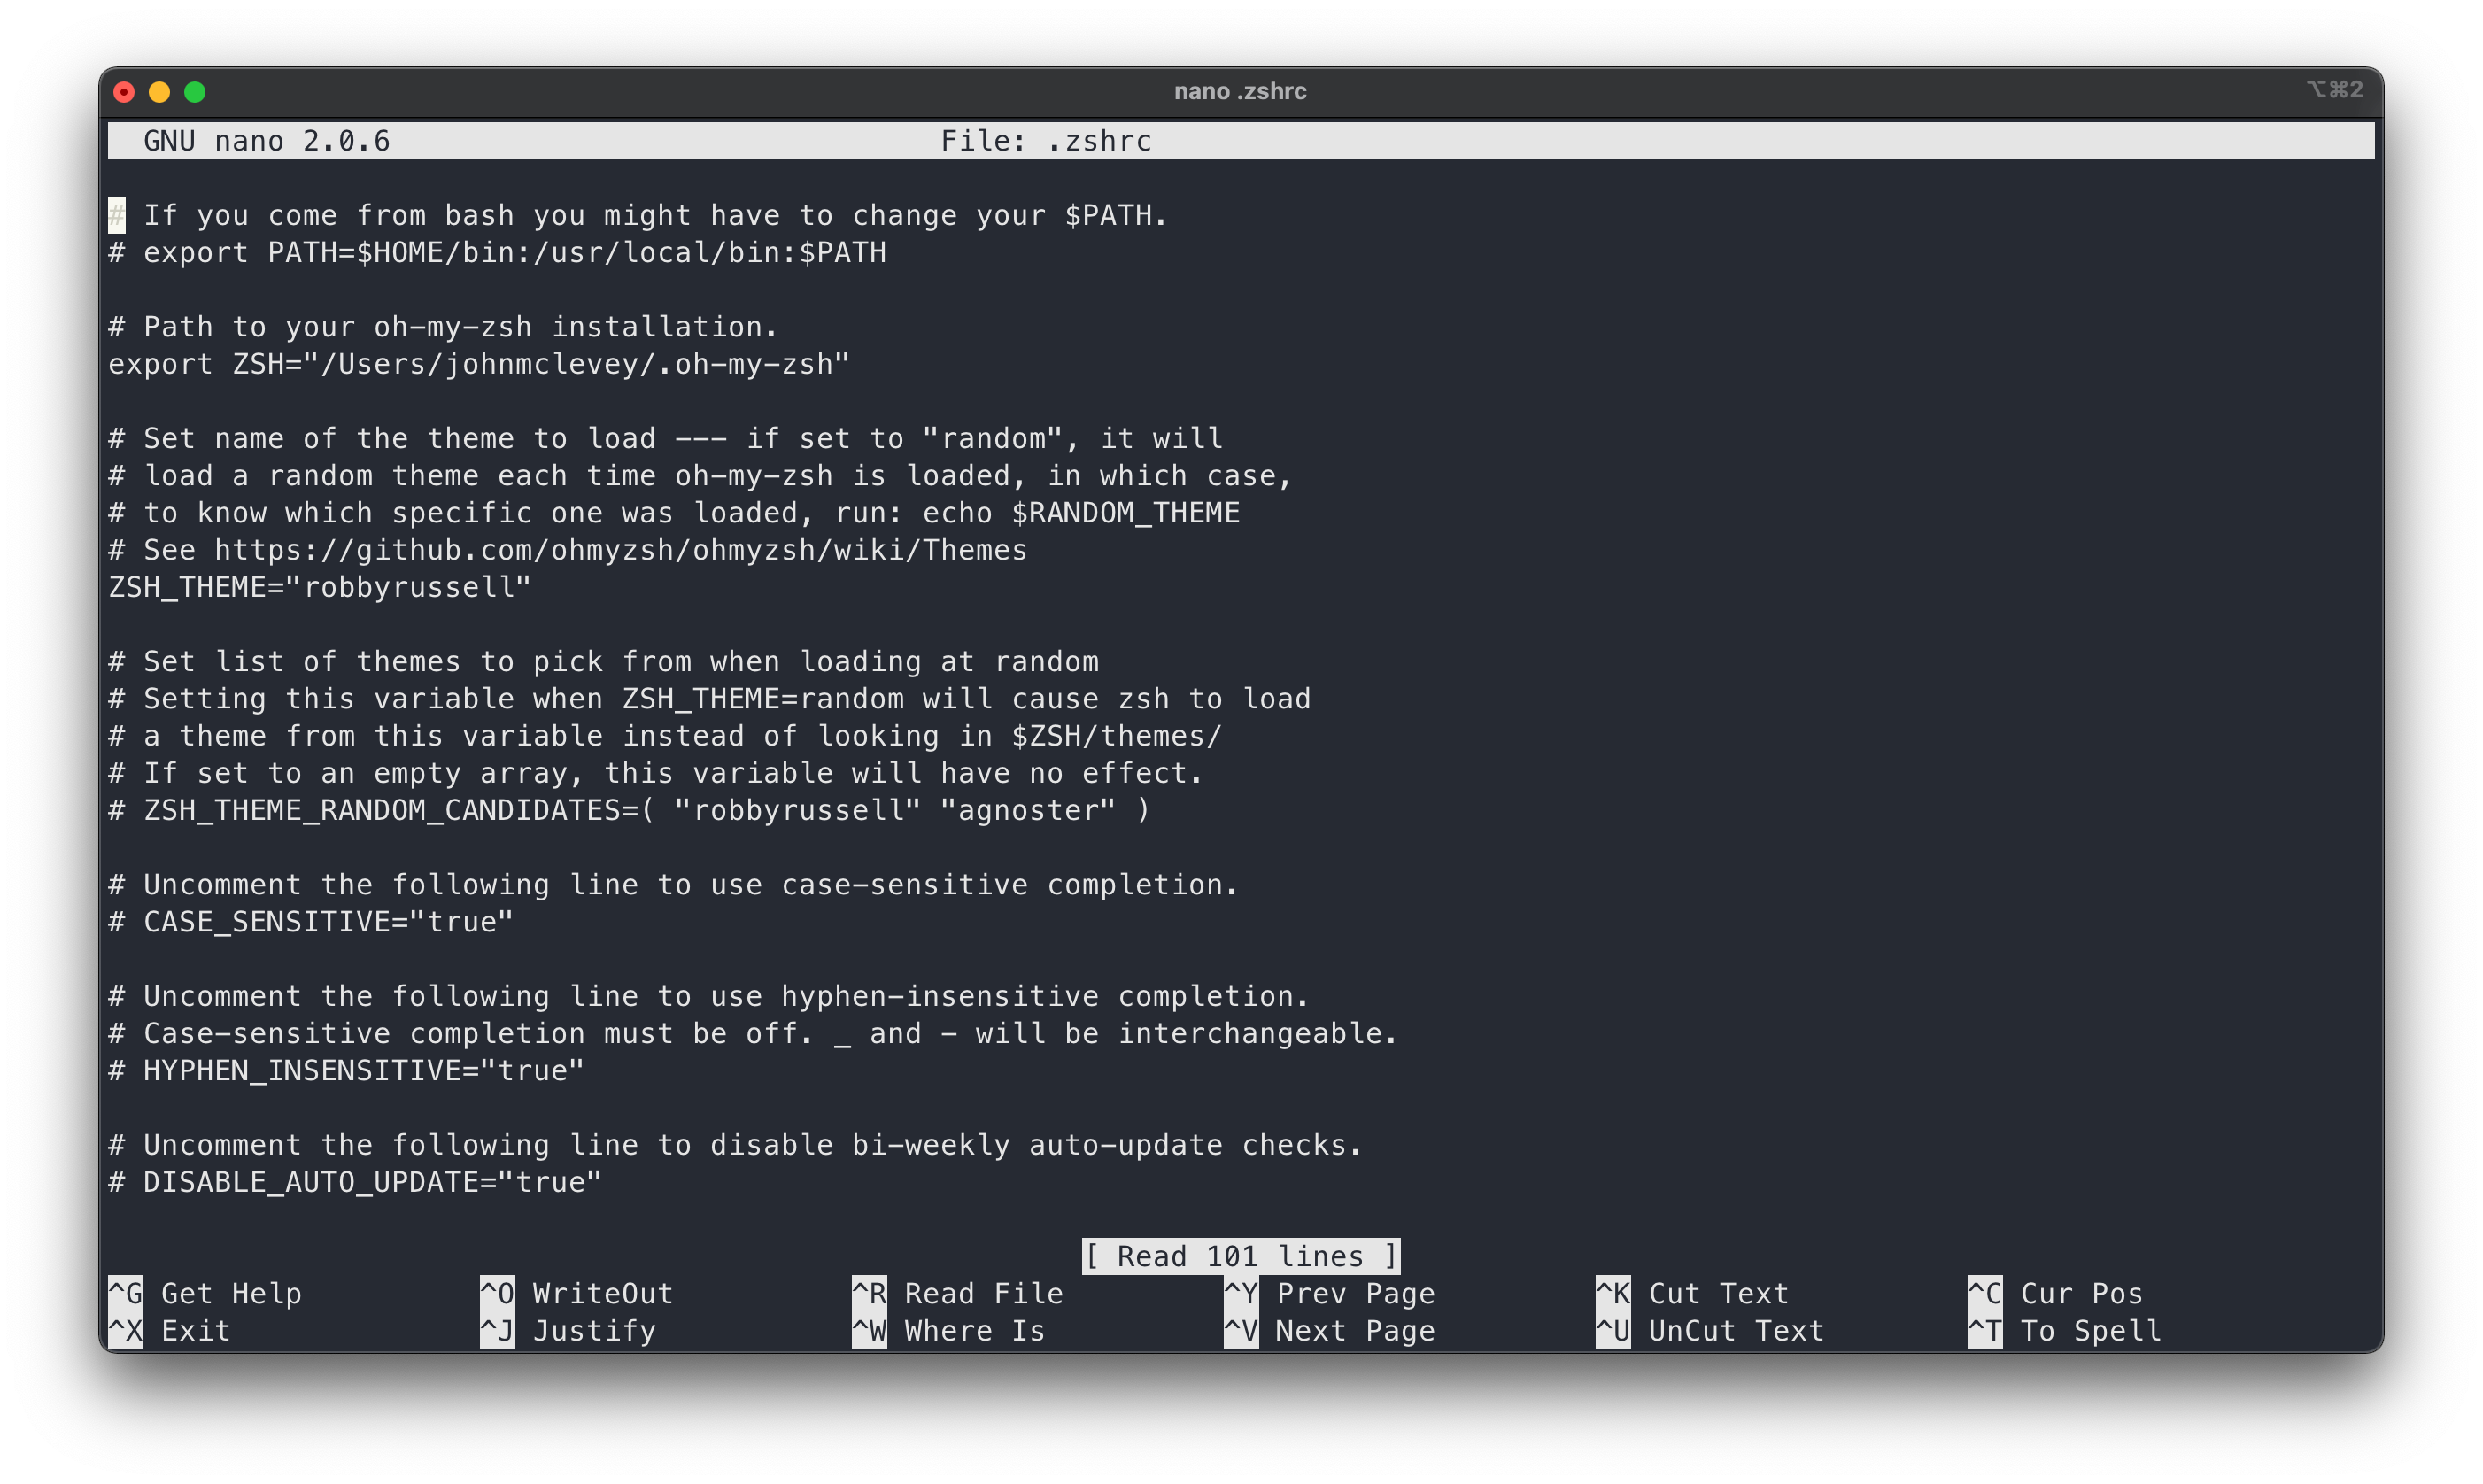 nano .zshrc ⌥⌘2
GNU nano 2.0.6 File: .zshrc
# If you come from bash you might have to change your $PATH.
# export PATH=$HOME/bin:/usr/local/bin:$PATH
# Path to your oh-my-zsh installation.
export ZSH="/Users/johnmclevey/.oh-my-zsh"
# Set name of the theme to load --- if set to "random", it will
# load a random theme each time oh-my-zsh is loaded, in which case,
# to know which specific one was loaded, run: echo $RANDOM_THEME
# See https://github.com/ohmyzsh/ohmyzsh/wiki/Themes
ZSH_THEME="robbyrussell"
# Set list of themes to pick from when loading at random
# Setting this variable when ZSH_THEME=random will cause zsh to load
# a theme from this variable instead of looking in $ZSH/themes/
# If set to an empty array, this variable will have no effect.
# ZSH_THEME_RANDOM_CANDIDATES=( "robbyrussell" "agnoster" )
# Uncomment the following line to use case-sensitive completion.
# CASE_SENSITIVE="true"
# Uncomment the following line to use hyphen-insensitive completion.
# Case-sensitive completion must be off. _ and - will be interchangeable.
# HYPHEN_INSENSITIVE="true"
# Uncomment the following line to disable bi-weekly auto-update checks.
# DISABLE_AUTO_UPDATE="true"
[ Read 101 lines ]
^G Get Help ^O WriteOut ^R Read File ^Y Prev Page ^K Cut Text ^C Cur Pos
^X Exit ^J Justify ^W Where Is ^V Next Page ^U UnCut Text ^T To Spell